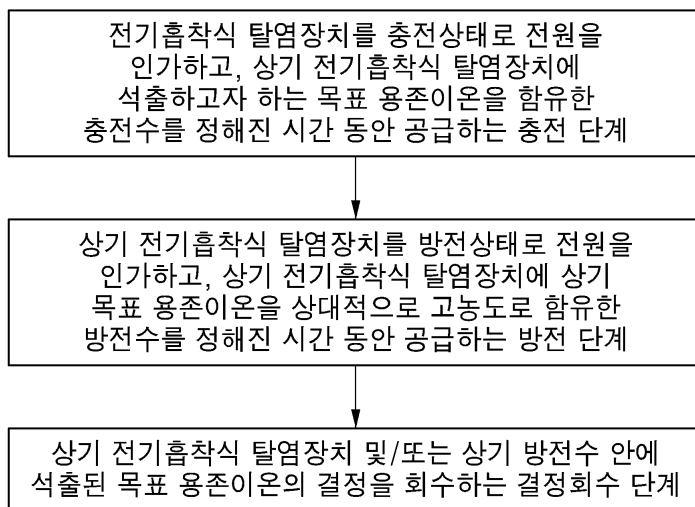 전기흡착식 탈염장치를 충전상태로 전원을
인가하고, 상기 전기흡착식 탈염장치에
석출하고자 하는 목표 용존이온을 함유한
충전수를 정해진 시간 동안 공급하는 충전 단계
상기 전기흡착식 탈염장치를 방전상태로 전원을
인가하고, 상기 전기흡착식 탈염장치에 상기
목표 용존이온을 상대적으로 고농도로 함유한
방전수를 정해진 시간 동안 공급하는 방전 단계
상기 전기흡착식 탈염장치 및/또는 상기 방전수 안에
석출된 목표 용존이온의 결정을 회수하는 결정회수 단계